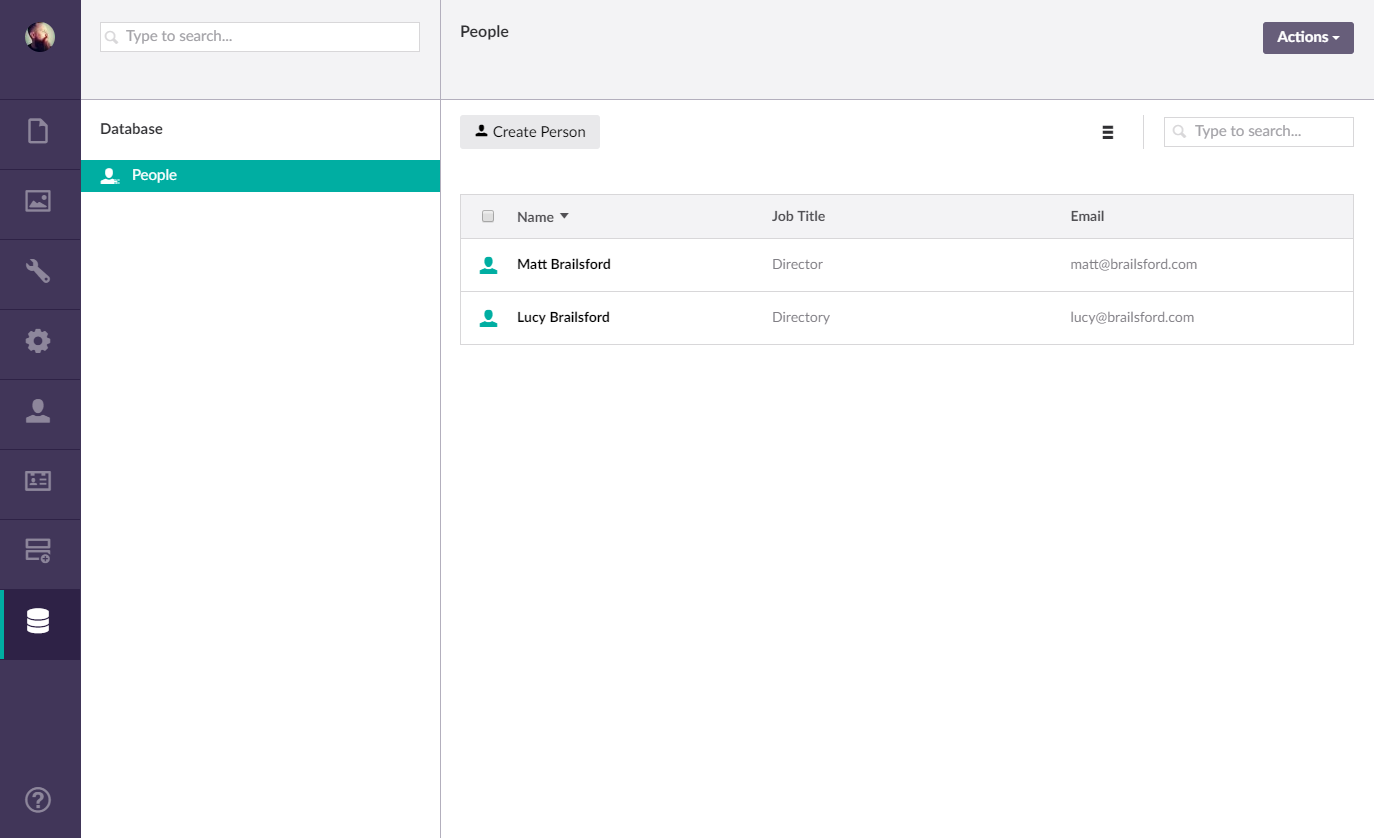 Type to search...
People
Actions
Database
People
Create Person
Type to search...
Name Job Title Email
Matt Brailsford Director matt@brailsford.com
Lucy Brailsford Directory lucy@brailsford.com
?